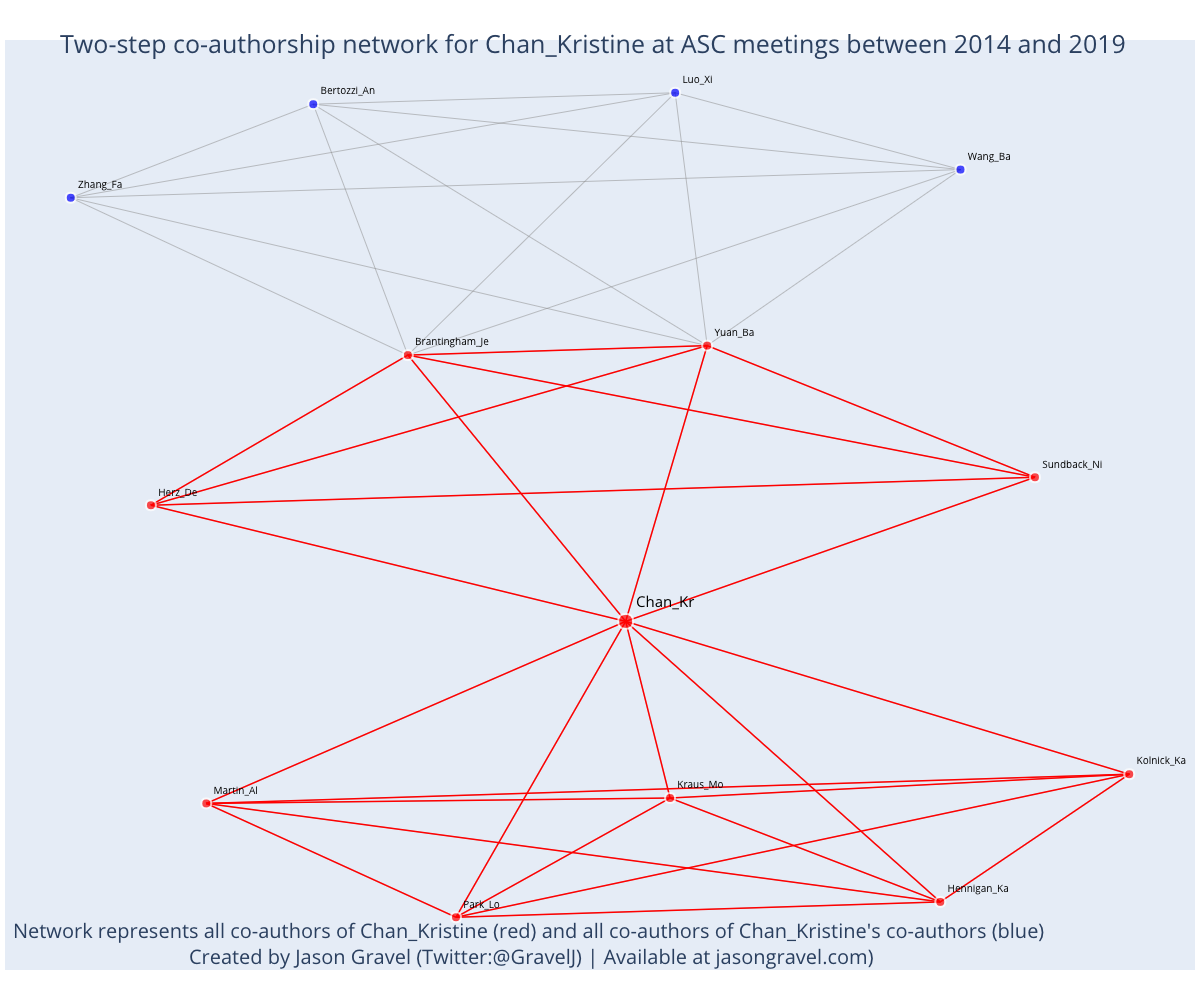 Two-step co-authorship network for Chan_Kristine at ASC meetings between 2014 and 2019
Luo_Xi
Bertozzi_An
Wang_Ba
Zhang_Fa
Yuan_Ba
Brantingham_Je
Sundback_Ni
Herz_De
Chan_Kr
Kolnick_Ka
Kraus_Mo
Martin_Al
Hennigan_Ka
Park_Lo
Network represents all co-authors of Chan_Kristine (red) and all co-authors of Chan_Kristine's co-authors (blue)
Created by Jason Gravel (Twitter:@GravelJ) | Available at jasongravel.com)